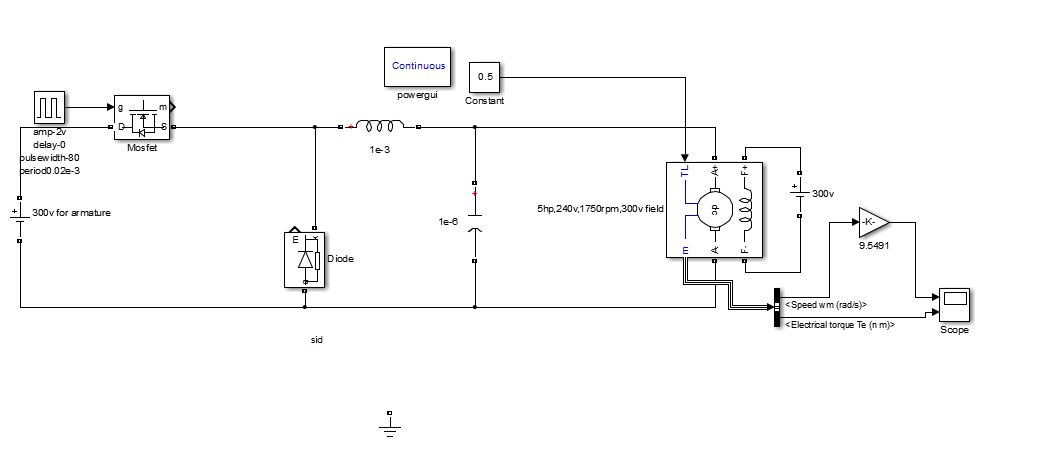 Continuous
powergui
0.5
Constant
g
m
D
S
Mosfet
amp-2v
delay-0
pulsewidth-80
period0.02e-3
1e-3
300v for armature
1e-6
m
k
a
Diode
5hp,240v,1750rpm,300v field
TL
A+
F+
dc
m
A-
F-
300v
-K-
9.5491
<Speed wm (rad/s)>
<Electrical torque Te (n m)>
Scope
sid